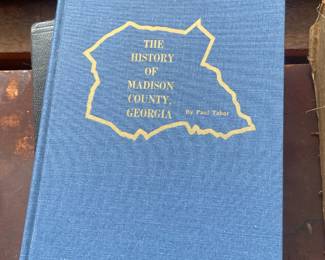 THE
HISTORY
OF
MADISON
COUNTY,
GEORGIA
By Paul Tabor